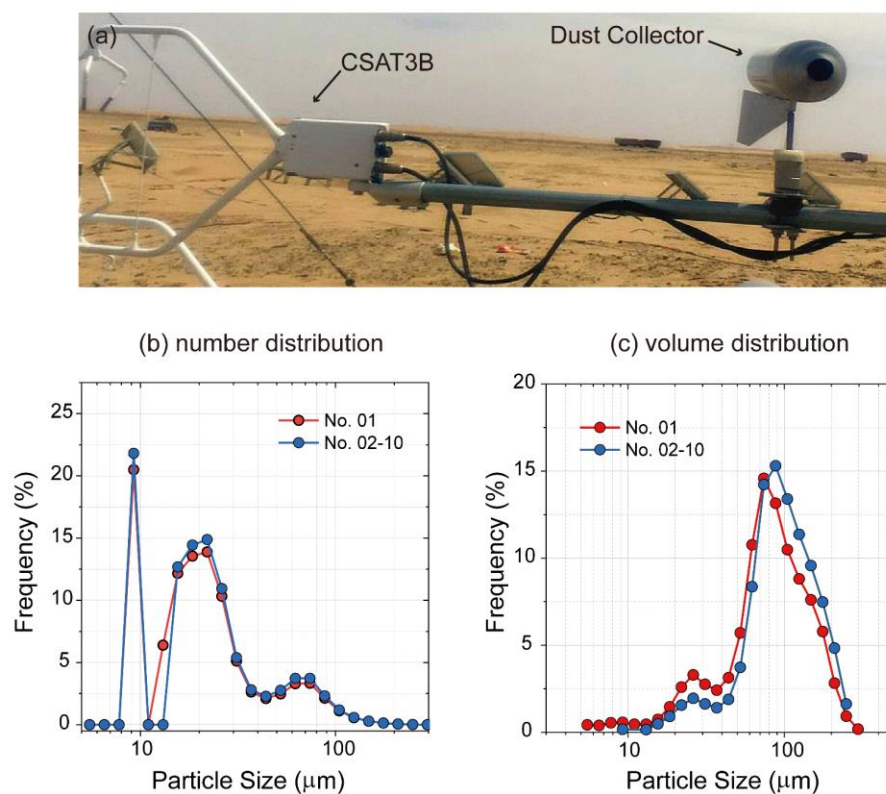 (a)
CSAT3B
Dust Collector
(b) number distribution
25
20
15
10
5
0
Frequency (%)
No. 01
No. 02-10
10
100
Particle Size (μm)
(c) volume distribution
20
15
10
5
0
Frequency (%)
No. 01
No. 02-10
10
100
Particle Size (μm)